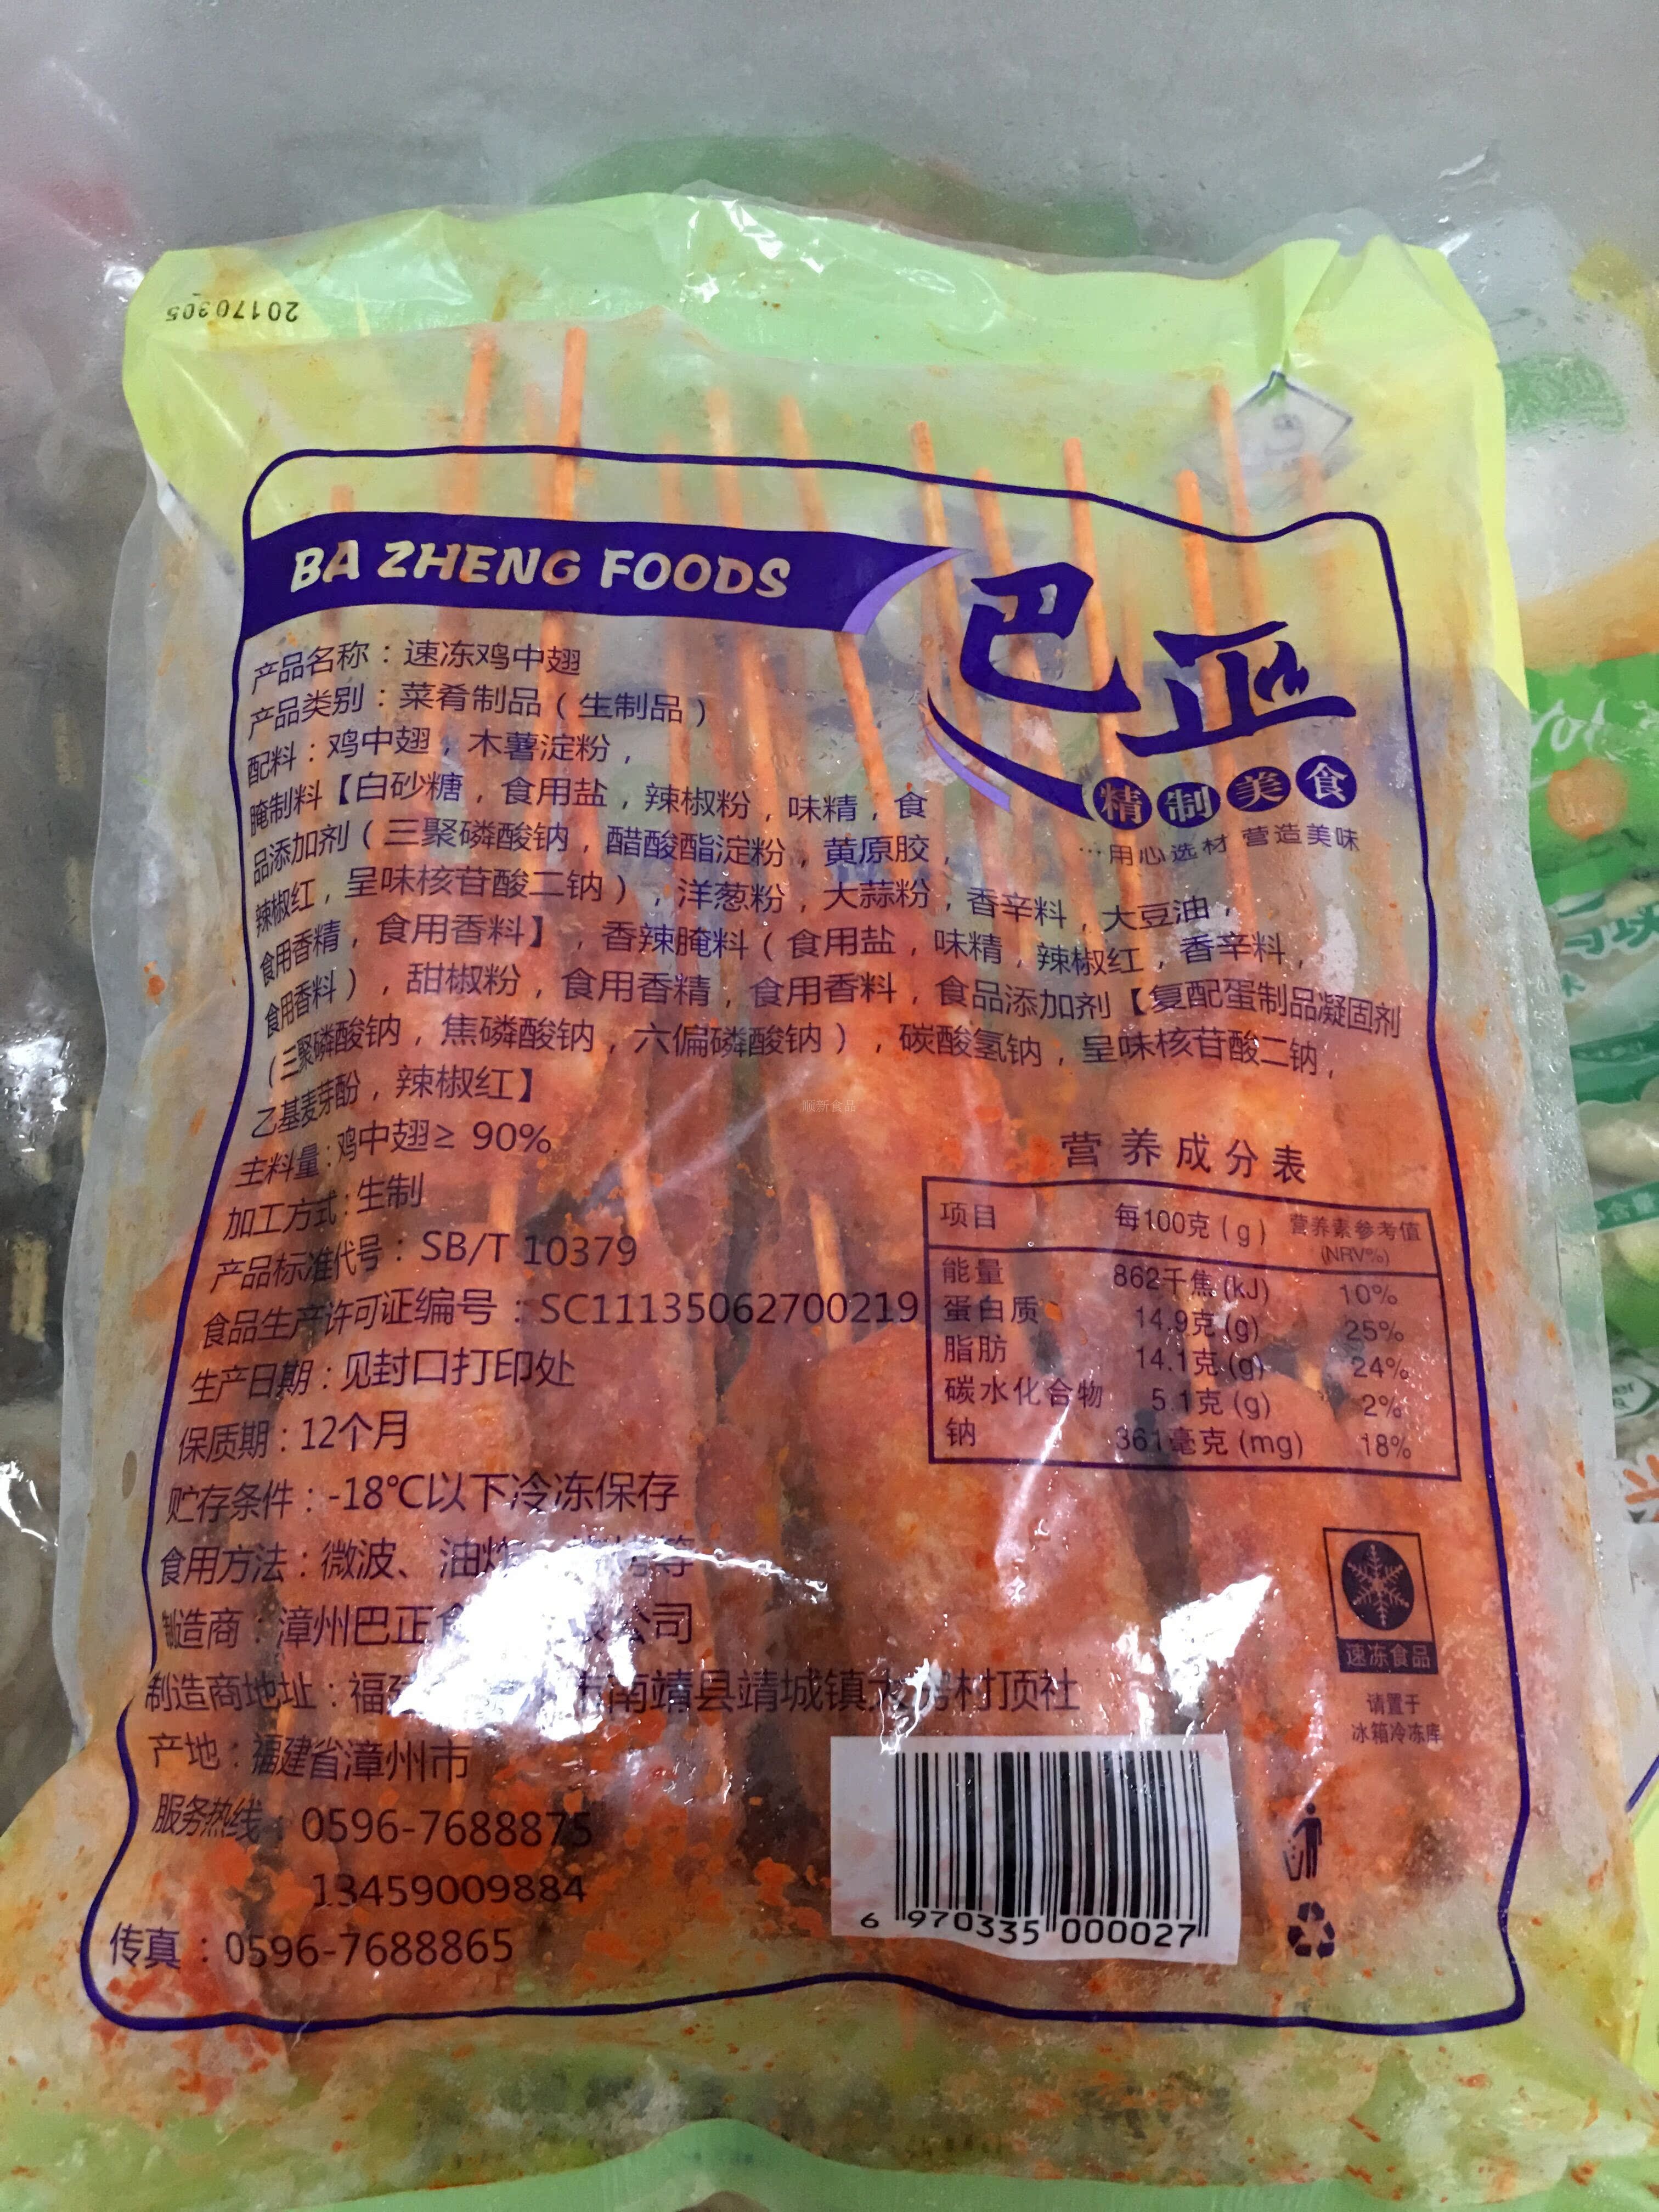 20170305
BA ZHENG FOODS
巴正
精制美食
…用心选材 营造美味
产品名称：速冻鸡中翅
产品类别：菜肴制品（生制品）
配料：鸡中翅，木薯淀粉，
腌制料【白砂糖，食用盐，辣椒粉，味精，食
品添加剂（三聚磷酸钠，醋酸酯淀粉，黄原胶，
辣椒红，呈味核苷酸二钠），洋葱粉，大蒜粉，香辛料，大豆油，
食用香精，食用香料】，香辣腌料（食用盐，味精，辣椒红，香辛料，
食用香料），甜椒粉，食用香精，食用香料，食品添加剂【复配蛋制品凝固剂
（三聚磷酸钠，焦磷酸钠，六偏磷酸钠），碳酸氢钠，呈味核苷酸二钠，
乙基麦芽酚，辣椒红】
主料量：鸡中翅≥ 90%
加工方式：生制
产品标准代号：SB/T 10379
食品生产许可证编号：SC11135062700219
生产日期：见封口打印处
保质期：12个月
贮存条件：-18℃以下冷冻保存
食用方法：微波、油炸 等
制造商：漳州巴正 公司
制造商地址：福 南靖县靖城镇 村顶社
产地：福建省漳州市
服务热线：0596-7688875
13459009884
传真：0596-7688865
顺新食品
营养成分表
项目 每100克（g） 营养素参考值(NRV%)
能量 862千焦(kJ) 10%
蛋白质 14.9克(g) 25%
脂肪 14.1克(g) 24%
碳水化合物 5.1克(g) 2%
钠 361毫克(mg) 18%
速冻食品
请置于
冰箱冷冻库
6 970335 000027